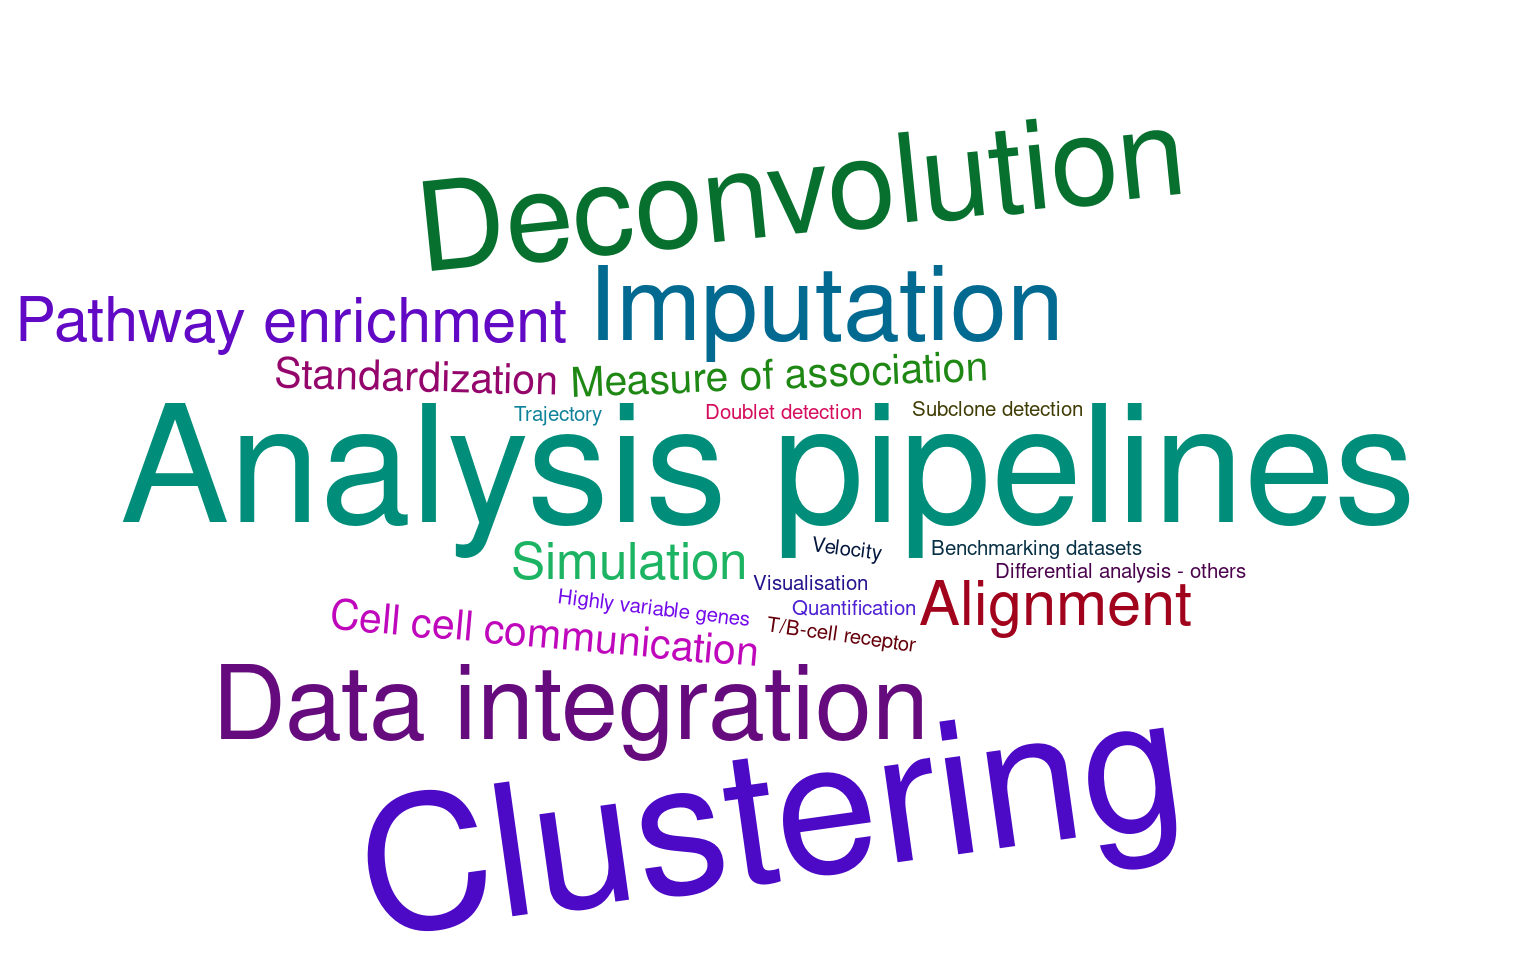 Deconvolution
Imputation
Pathway enrichment
Standardization
Measure of association
Trajectory
Doublet detection
Subclone detection
Analysis pipelines
Velocity
Benchmarking datasets
Simulation
Differential analysis - others
Visualisation
Highly variable genes
Quantification
Alignment
Cell cell communication
T/B-cell receptor
Data integration
Clustering